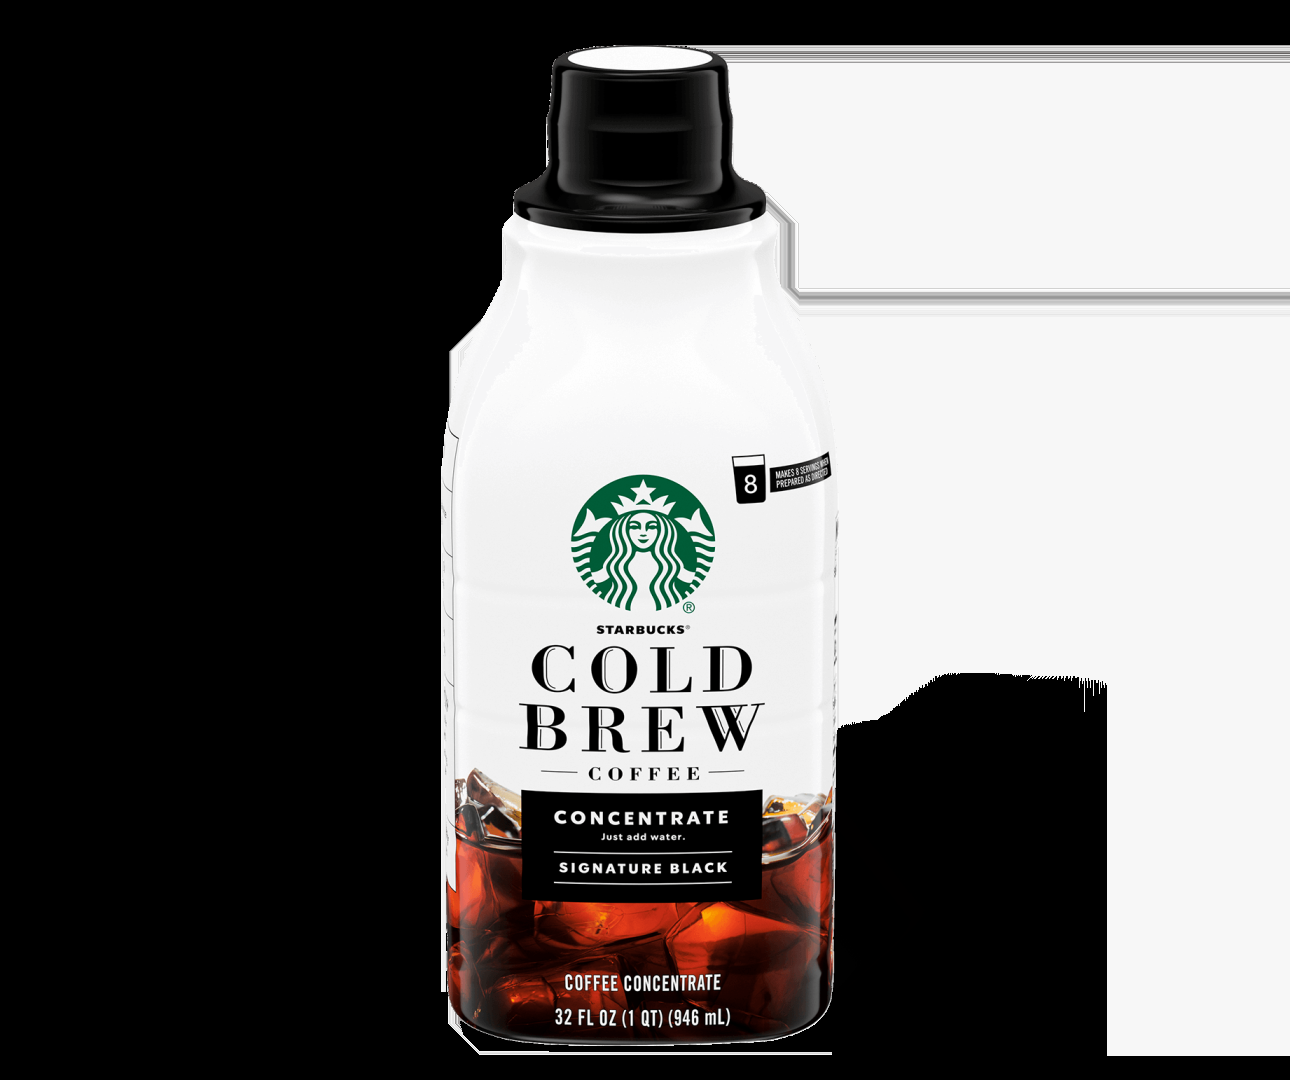 8
MAKES 8 SERVINGS WHEN
PREPARED AS DIRECTED
®
STARBUCKS®
COLD
BREW
COFFEE
CONCENTRATE
Just add water.
SIGNATURE BLACK
COFFEE CONCENTRATE
32 FL OZ (1 QT) (946 mL)